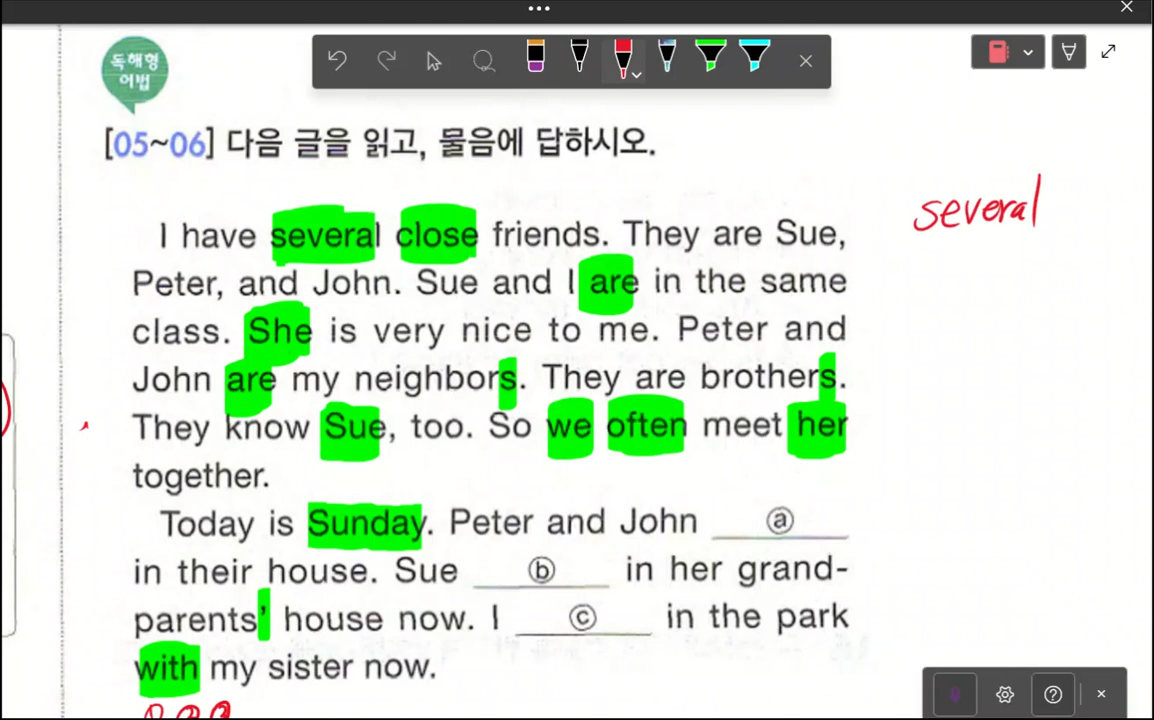 독해형
어법
[05~06] 다음 글을 읽고, 물음에 답하시오.
several
I have several close friends. They are Sue,
Peter, and John. Sue and I are in the same
class. She is very nice to me. Peter and
John are my neighbors. They are brothers.
They know Sue, too. So we often meet her
together.
Today is Sunday. Peter and John ⓐ
in their house. Sue ⓑ in her grand-
parents' house now. I ⓒ in the park
with my sister now.